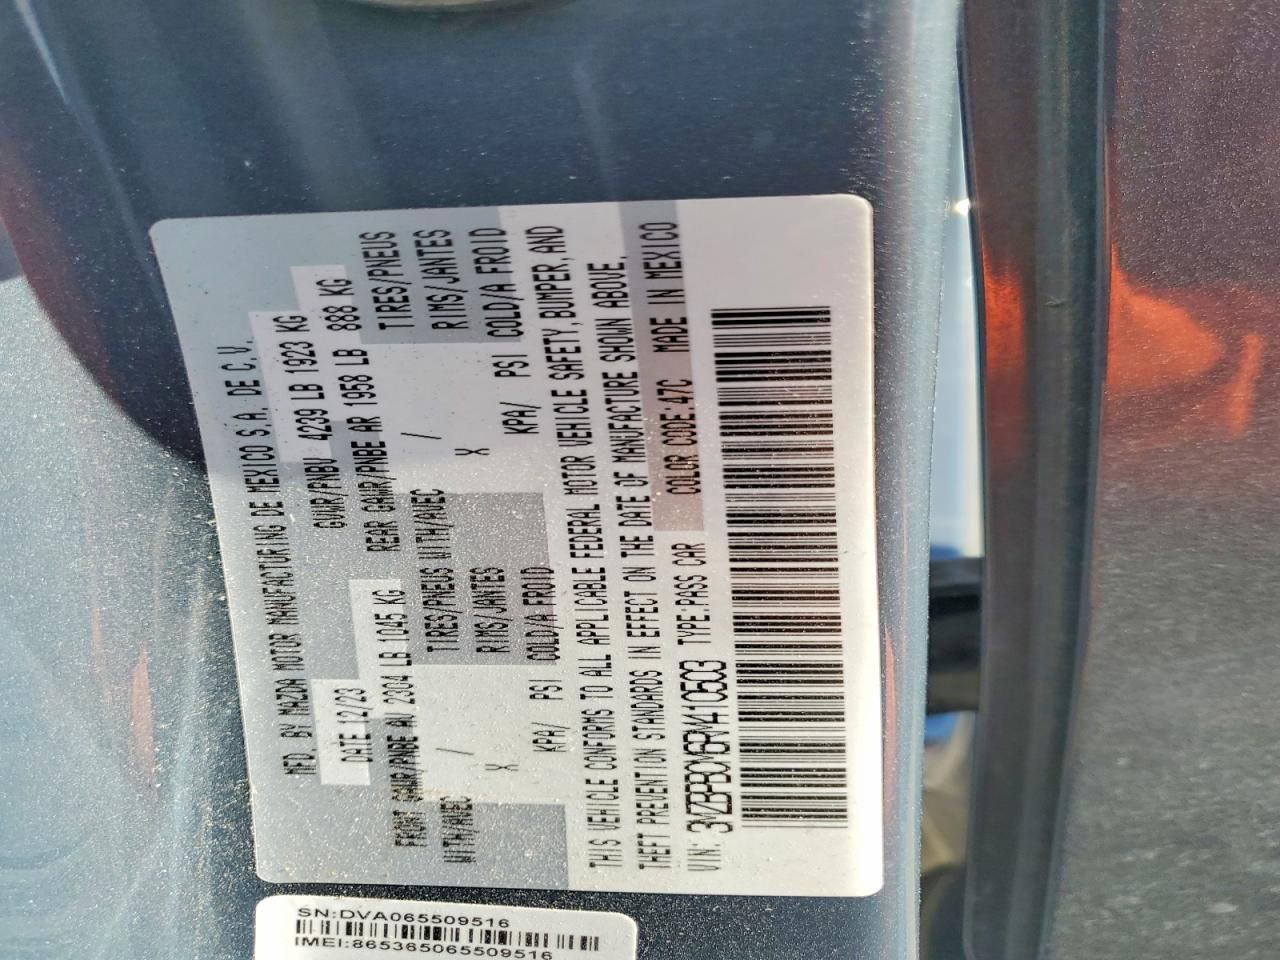 MFD. BY MAZDA MOTOR MANUFACTURING DE MEXICO S.A. DE C.V.
DATE 12/23 GVWR/PNBV 4239 LB 1923 KG
FRONT GAWR/PNBE AV 2304 LB 1045 KG REAR GAWR/PNBE AR 1958 LB 888 KG
WITH/AVEC / TIRES/PNEUS WITH/AVEC / TIRES/PNEUS
X RIMS/JANTES X RIMS/JANTES
KPA/ PSI COLD/A FROID KPA/ PSI COLD/A FROID
THIS VEHICLE CONFORMS TO ALL APPLICABLE FEDERAL MOTOR VEHICLE SAFETY, BUMPER, AND
THEFT PREVENTION STANDARDS IN EFFECT ON THE DATE OF MANUFACTURE SHOWN ABOVE.
VIN: 3MZBPBCM6RM410503 TYPE:PASS CAR COLOR CODE:47C MADE IN MEXICO
SN:DVA065509516
IMEI:865365065509516